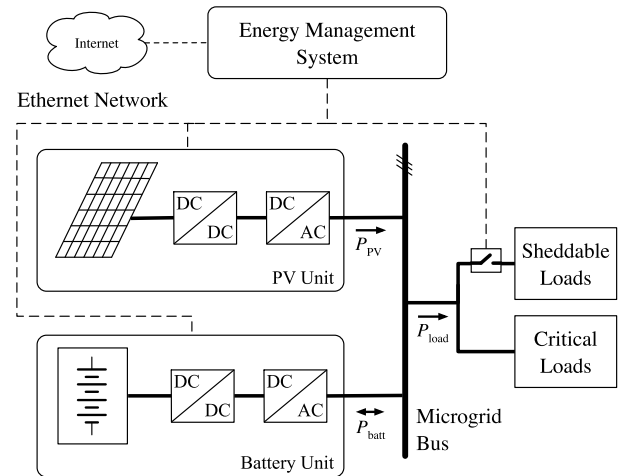 Internet
Energy Management
System
Ethernet Network
DC
DC
DC
AC
P_PV
PV Unit
Sheddable
Loads
P_load
Critical
Loads
DC
DC
DC
AC
P_batt
Battery Unit
Microgrid
Bus